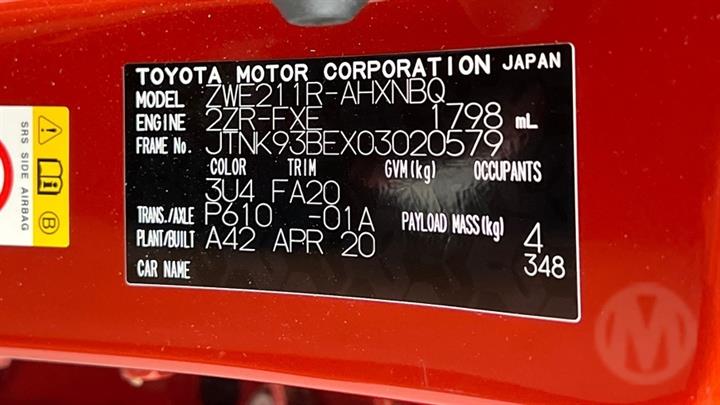 TOYOTA MOTOR CORPORATION JAPAN
MODEL ZWE211R-AHXNBQ
ENGINE 2ZR-FXE 1798 mL
FRAME No. JTNK93BEX03020579
COLOR TRIM GVM(kg) OCCUPANTS
3U4 FA20
TRANS./AXLE P610 -01A PAYLOAD MASS(kg) 4
PLANT/BUILT A42 APR 20
348
CAR NAME
SRS SIDE AIRBAG
B
M